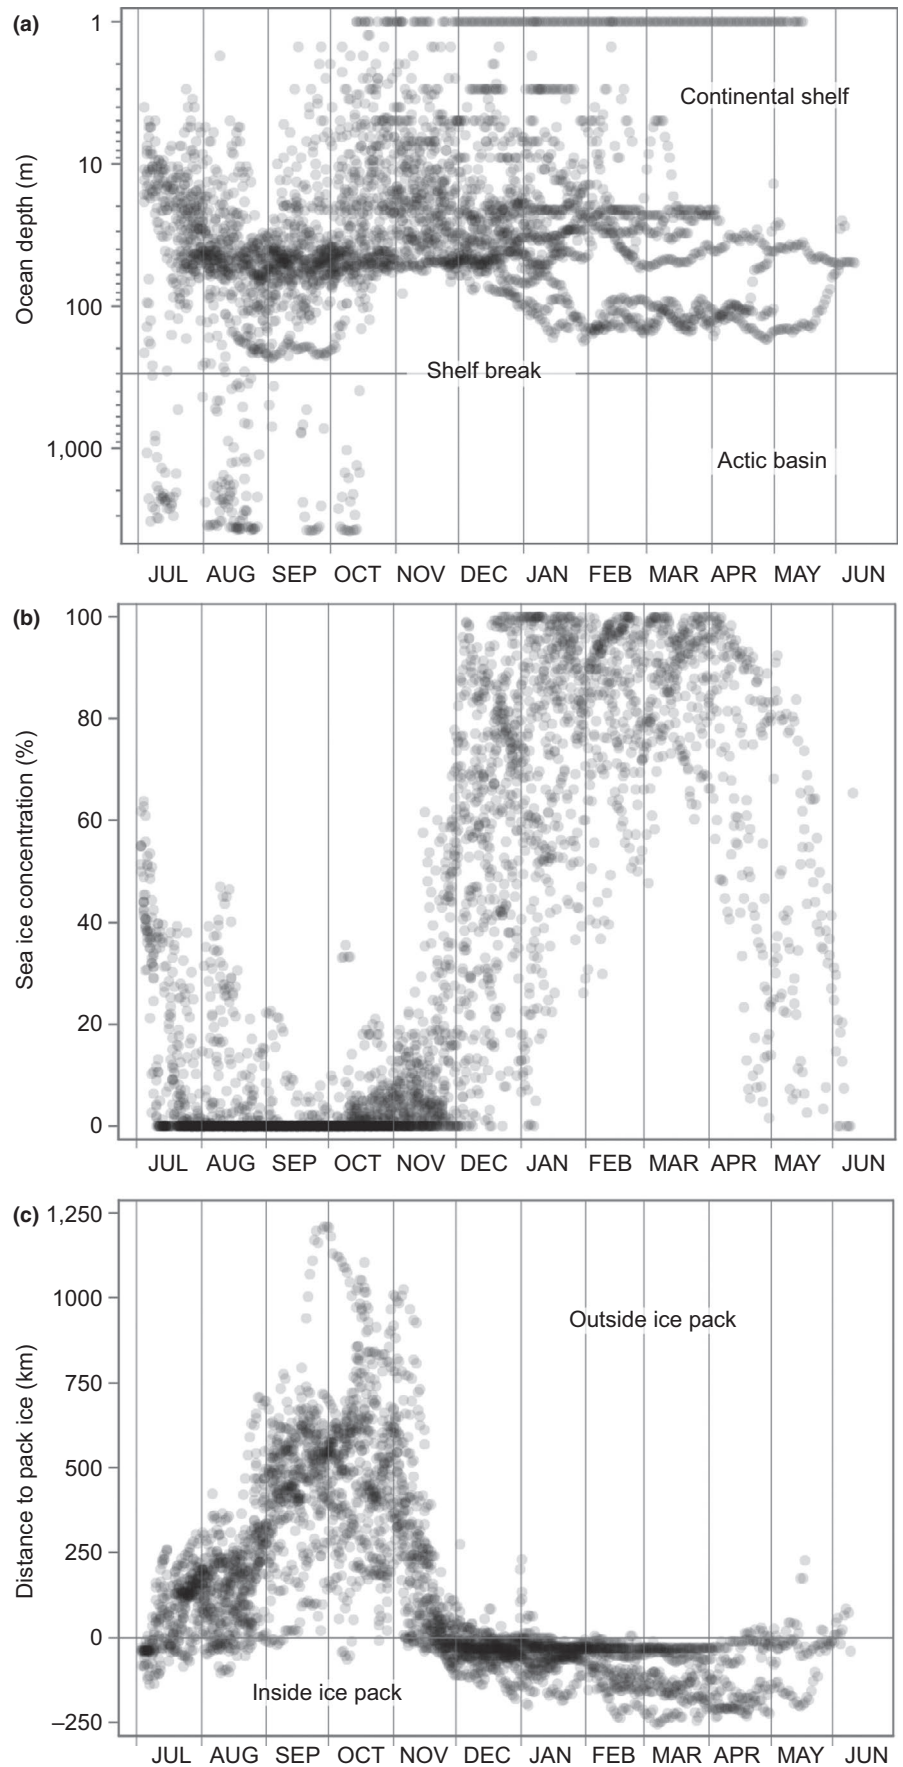 (a)
1
Continental shelf
10
Ocean depth (m)
100
Shelf break
1,000
Actic basin
JUL AUG SEP OCT NOV DEC JAN FEB MAR APR MAY JUN
(b)
100
80
60
Sea ice concentration (%)
40
20
0
JUL AUG SEP OCT NOV DEC JAN FEB MAR APR MAY JUN
(c)
1,250
1000
Outside ice pack
750
Distance to pack ice (km)
500
250
0
Inside ice pack
–250
JUL AUG SEP OCT NOV DEC JAN FEB MAR APR MAY JUN